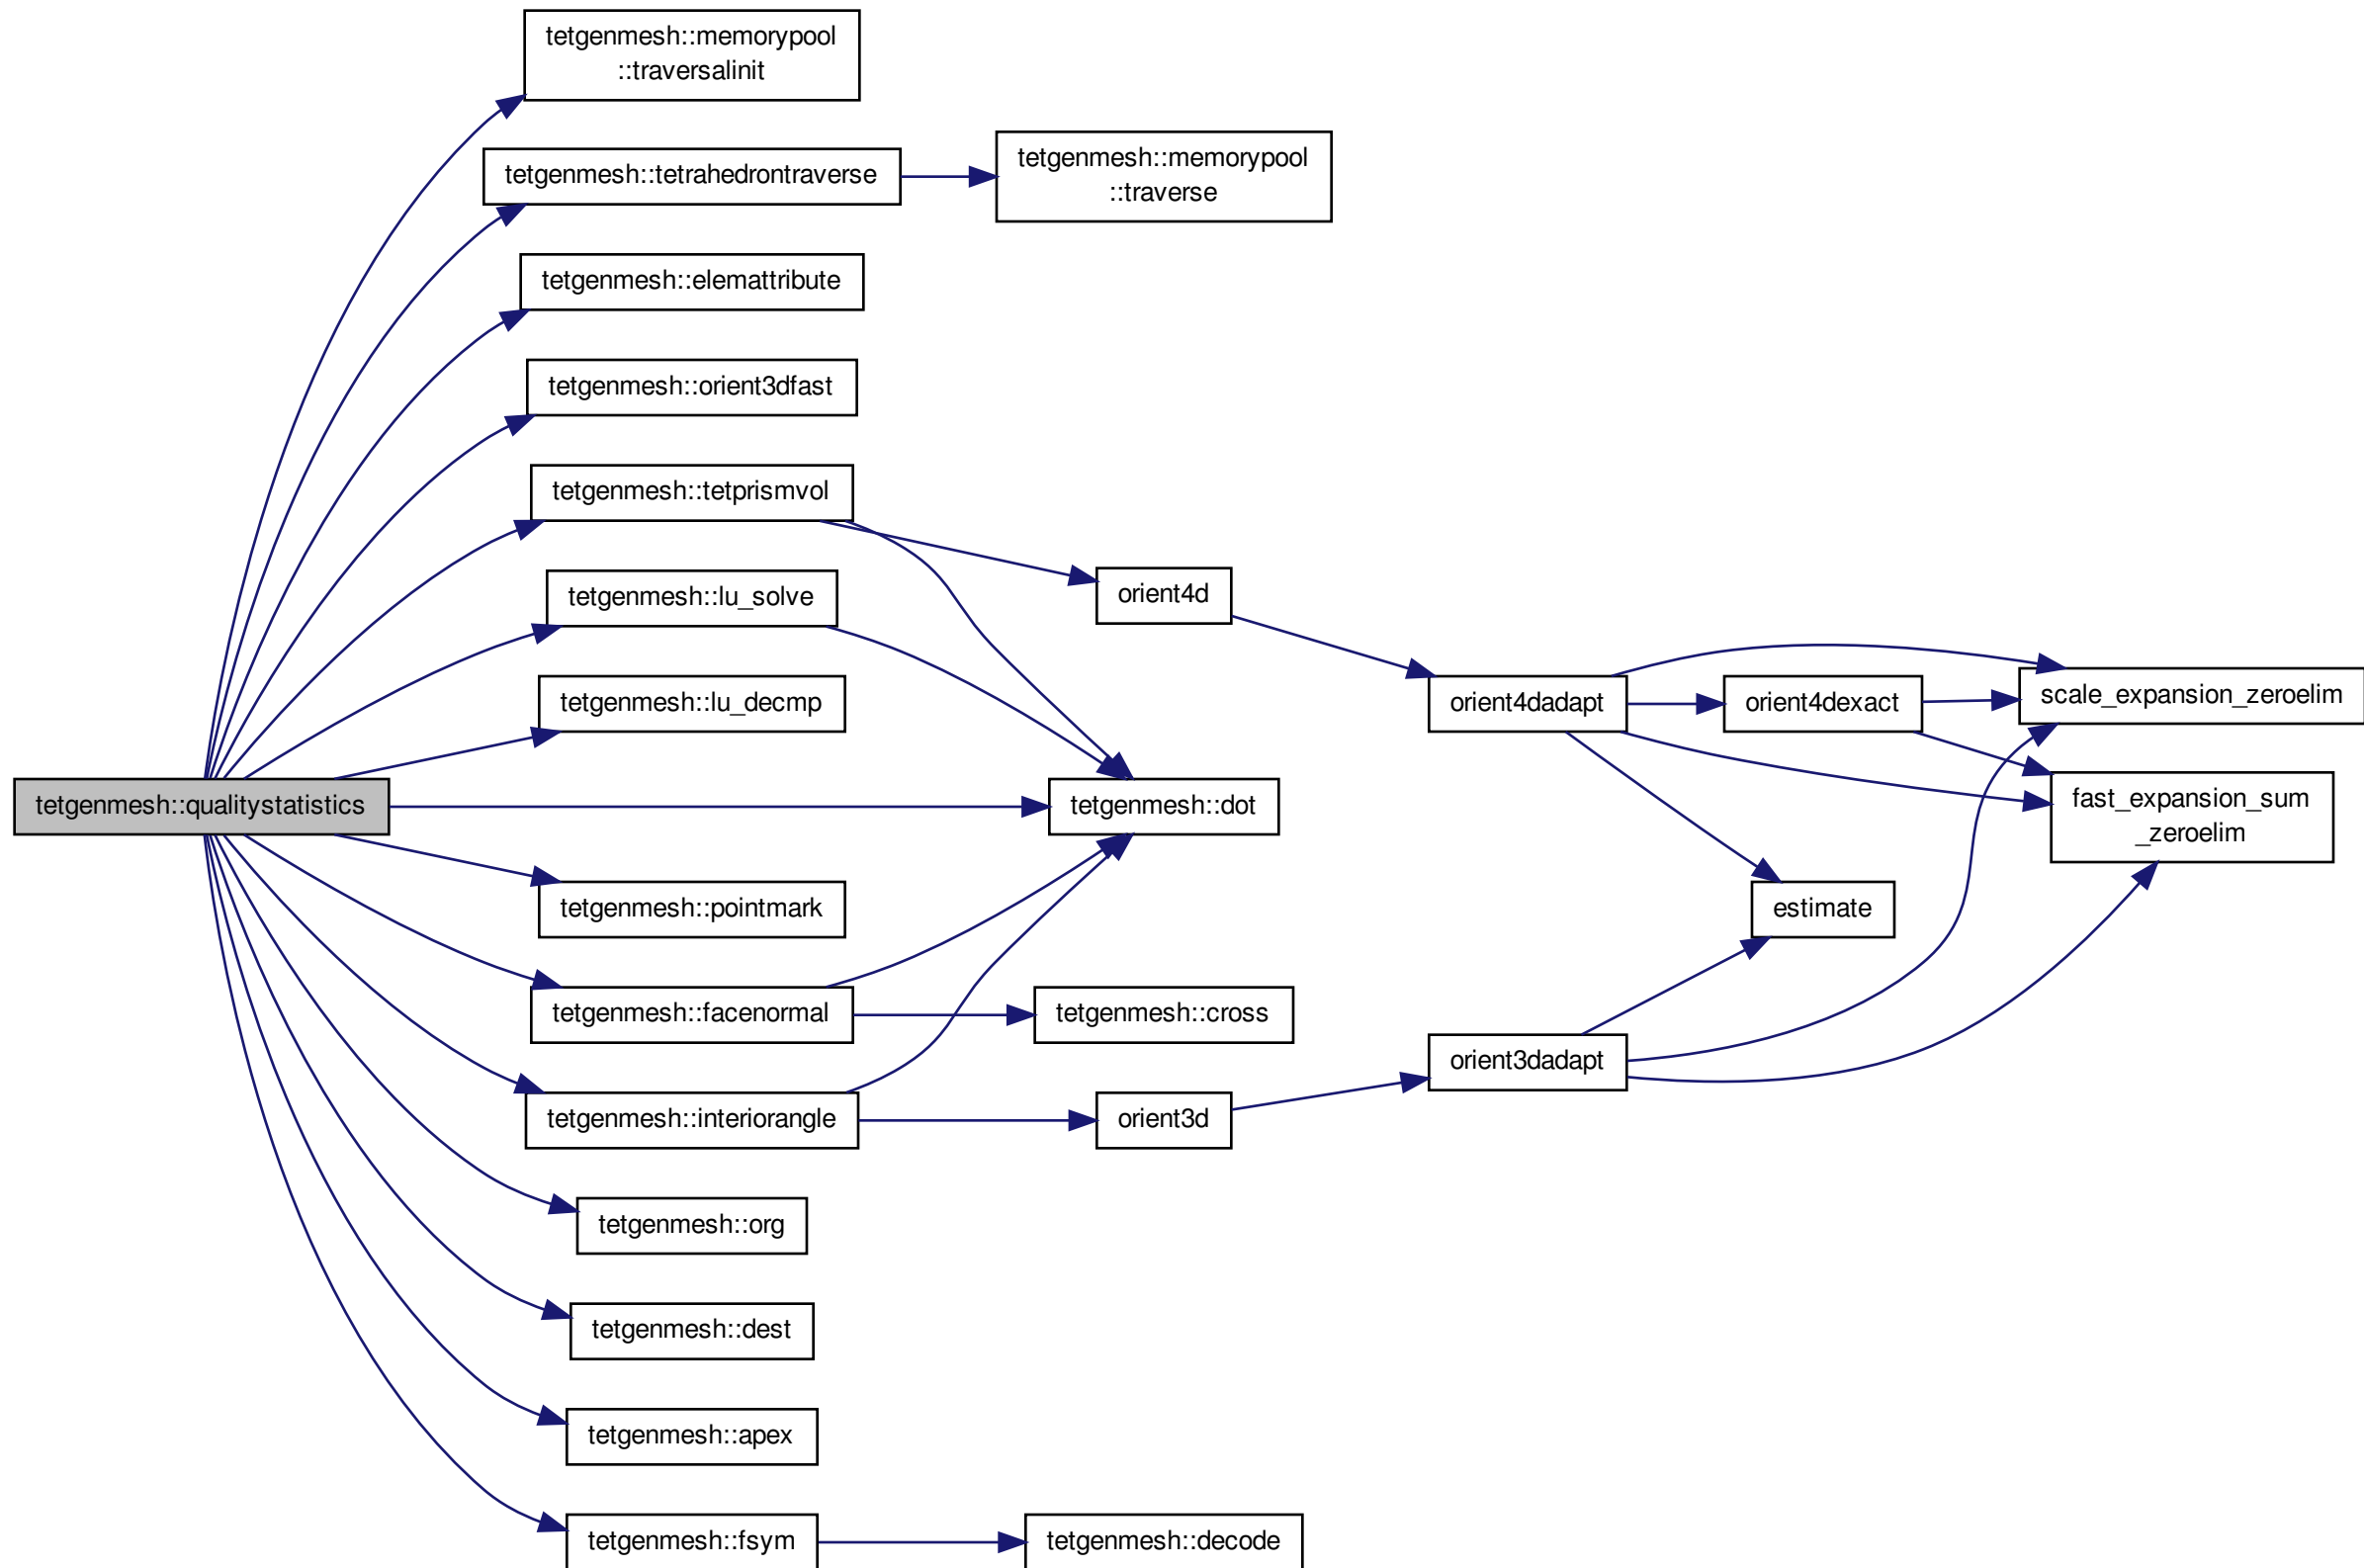 tetgenmesh::memorypool
::traversalinit
tetgenmesh::tetrahedrontraverse
tetgenmesh::memorypool
::traverse
tetgenmesh::elemattribute
tetgenmesh::orient3dfast
tetgenmesh::tetprismvol
tetgenmesh::lu_solve
orient4d
tetgenmesh::lu_decmp
orient4dadapt
orient4dexact
scale_expansion_zeroelim
tetgenmesh::qualitystatistics
tetgenmesh::dot
fast_expansion_sum
_zeroelim
tetgenmesh::pointmark
estimate
tetgenmesh::facenormal
tetgenmesh::cross
orient3dadapt
tetgenmesh::interiorangle
orient3d
tetgenmesh::org
tetgenmesh::dest
tetgenmesh::apex
tetgenmesh::fsym
tetgenmesh::decode